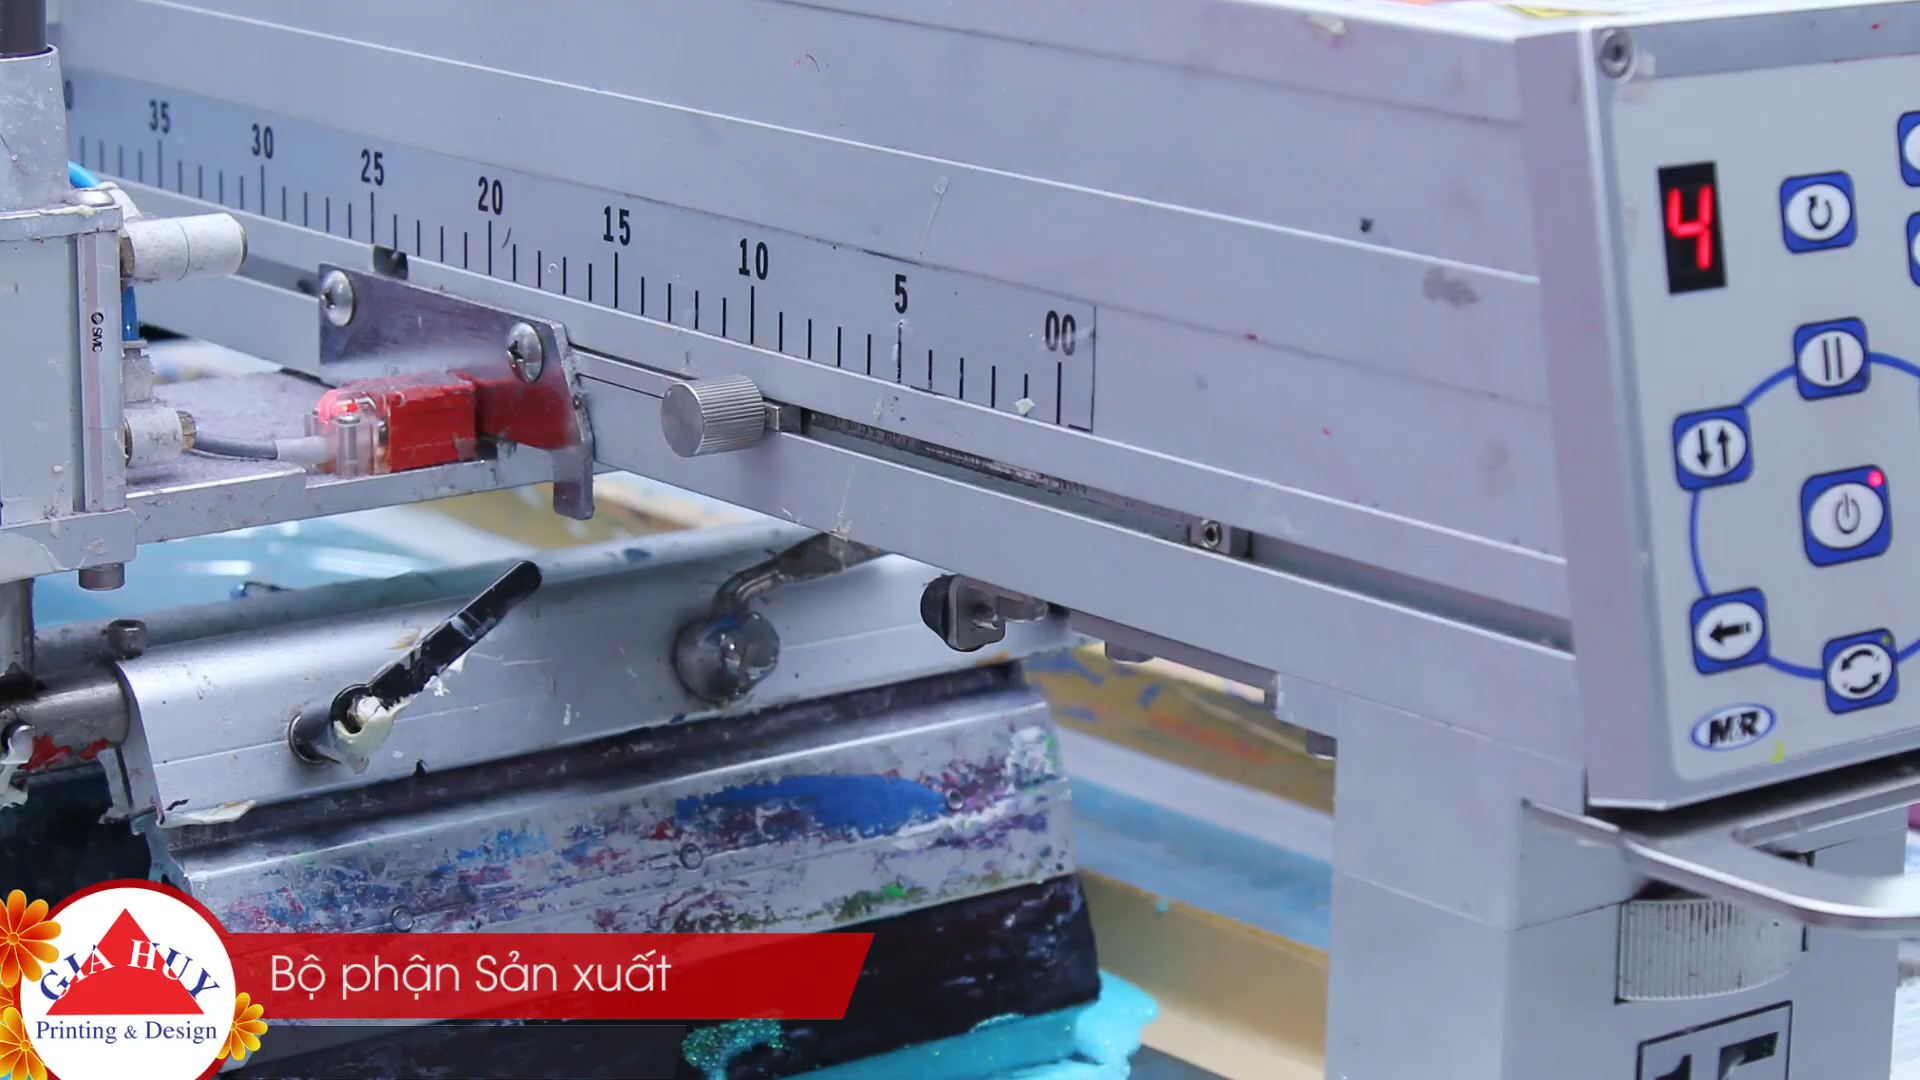 35 30 25 20 15 10 5 00
4
SMC
M&R
GIA HUY
Printing & Design
Bộ phận Sản xuất